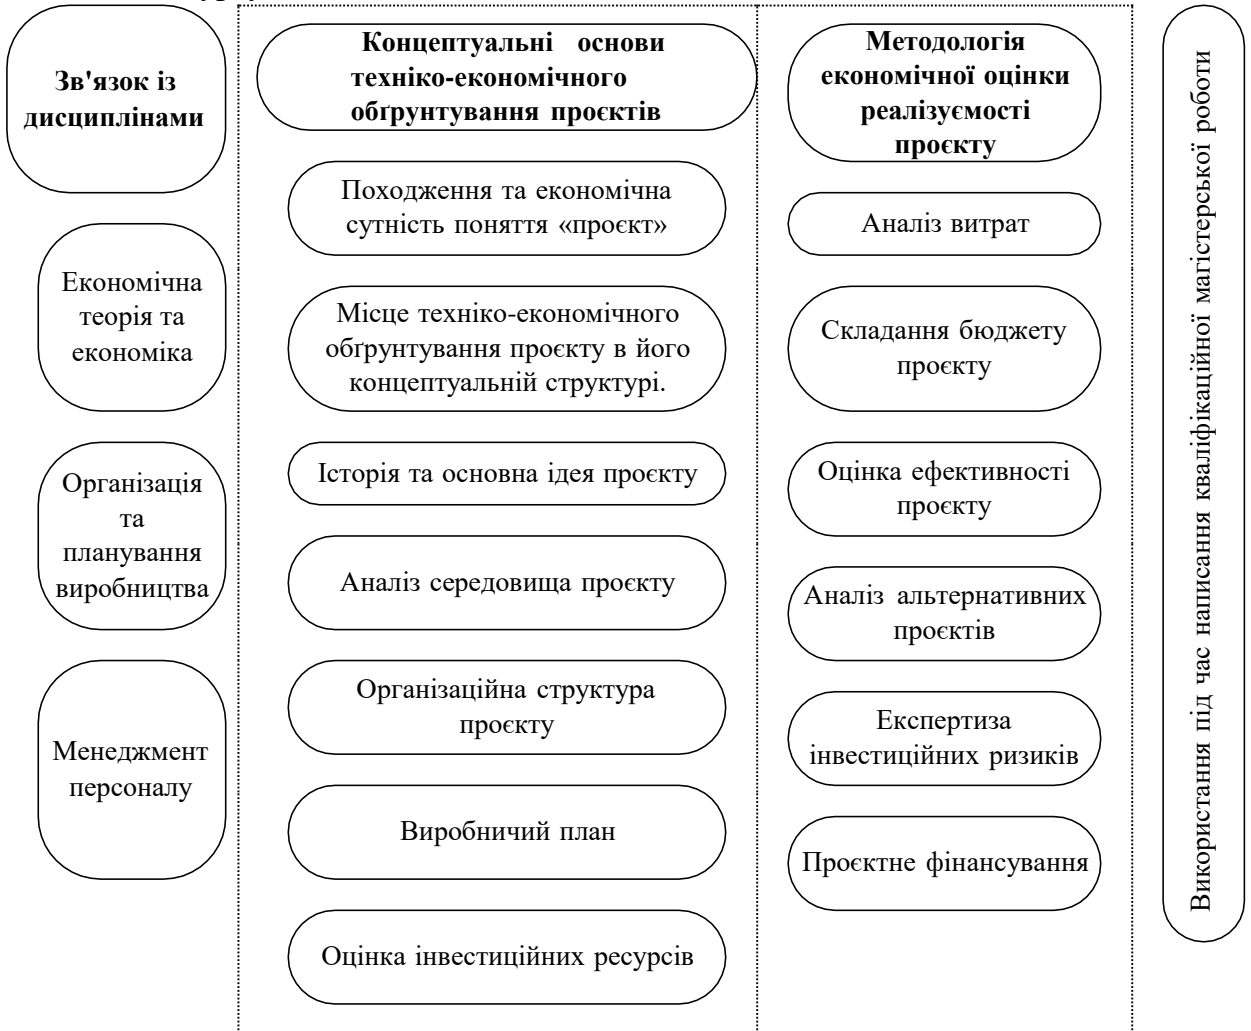 Зв'язок із
дисциплінами
Економічна
теорія та
економіка
Організація
та
планування
виробництва
Менеджмент
персоналу
Концептуальні основи
техніко-економічного
обґрунтування проєктів
Походження та економічна
сутність поняття «проєкт»
Місце техніко-економічного
обґрунтування проєкту в його
концептуальній структурі.
Історія та основна ідея проєкту
Аналіз середовища проєкту
Організаційна структура
проєкту
Виробничий план
Оцінка інвестиційних ресурсів
Методологія
економічної оцінки
реалізуємості
проєкту
Аналіз витрат
Складання бюджету
проєкту
Оцінка ефективності
проєкту
Аналіз альтернативних
проєктів
Експертиза
інвестиційних ризиків
Проєктне фінансування
Використання під час написання кваліфікаційної магістерської роботи